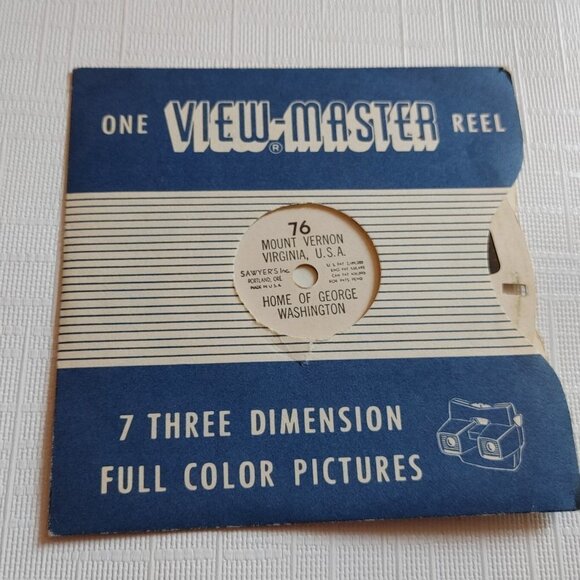 ONE VIEW-MASTER® REEL
76
MOUNT VERNON
VIRGINIA, U.S.A.
SAWYER'S Inc.
PORTLAND, ORE.
MADE IN U.S.A.
HOME OF GEORGE
WASHINGTON
7 THREE DIMENSION
FULL COLOR PICTURES